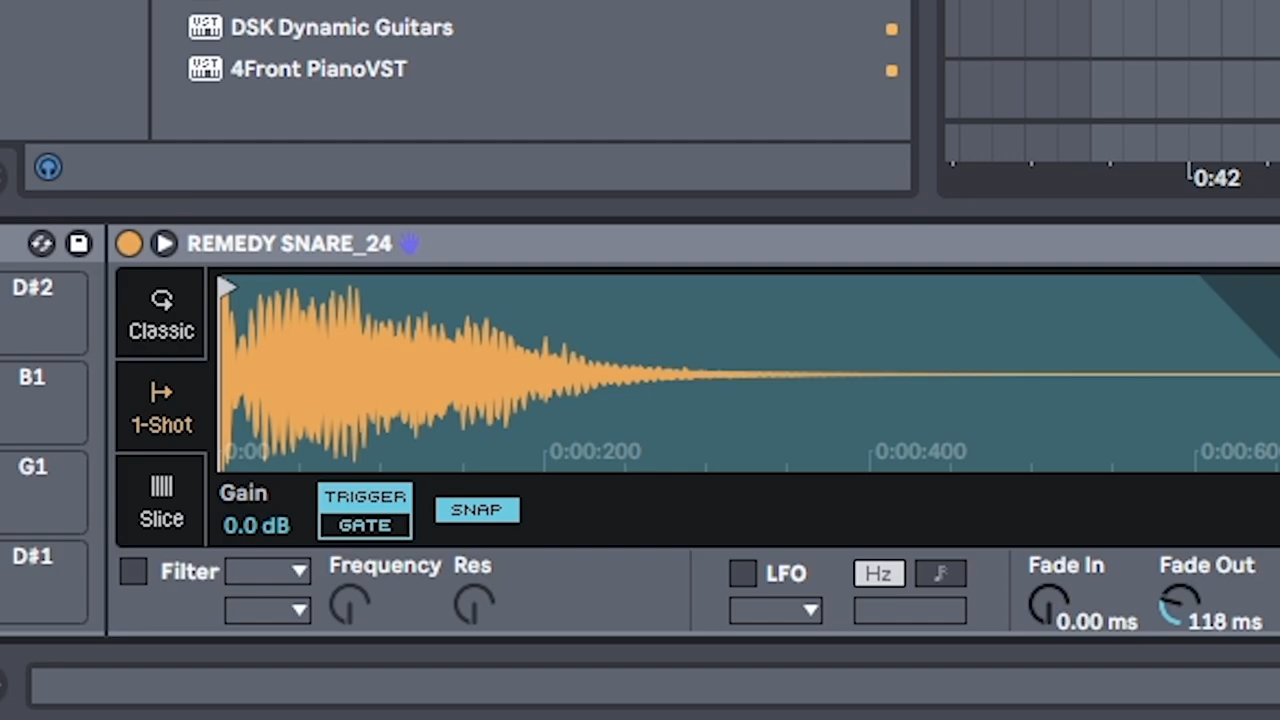 VST DSK Dynamic Guitars
VST 4Front PianoVST
0:42
REMEDY SNARE_24
D#2
B1
G1
D#1
Classic
1-Shot
Slice
0:00
0:00:200
0:00:400
0:00:60
Gain
0.0 dB
TRIGGER
GATE
SNAP
Filter
Frequency
Res
LFO
Hz
Fade In
0.00 ms
Fade Out
118 ms